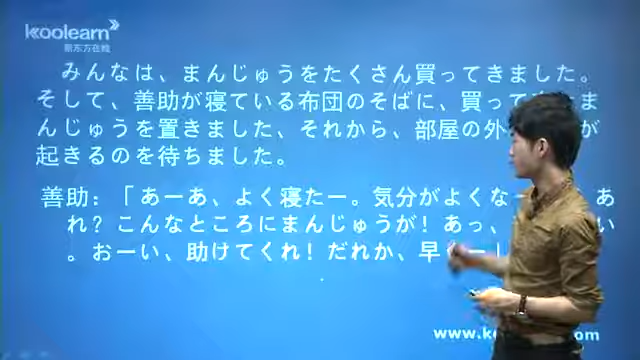 koolearn
新东方在线
みんなは、まんじゅうをたくさん買ってきました。
そして、善助が寝ている布団のそばに、買って ま
んじゅうを置きました、それから、部屋の外 が
起きるのを待ちました。
善助:「あーあ、よく寝たー。気分がよくな あ
れ?こんなところにまんじゅうが!あっ、 い
。おーい、助けてくれ!だれか、早
www.k om